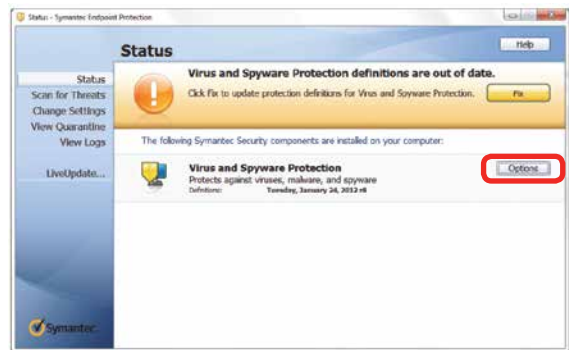 Status - Symantec Endpoint Protection
Status
Help
Status
Scan for Threats
Change Settings
View Quarantine
View Logs
LiveUpdate...
Virus and Spyware Protection definitions are out of date.
Click Fix to update protection definitions for Virus and Spyware Protection.
Fix
The following Symantec Security components are installed on your computer:
Virus and Spyware Protection
Options
Protects against viruses, malware, and spyware
Definitions: Tuesday, January 24, 2012 r6
Symantec.